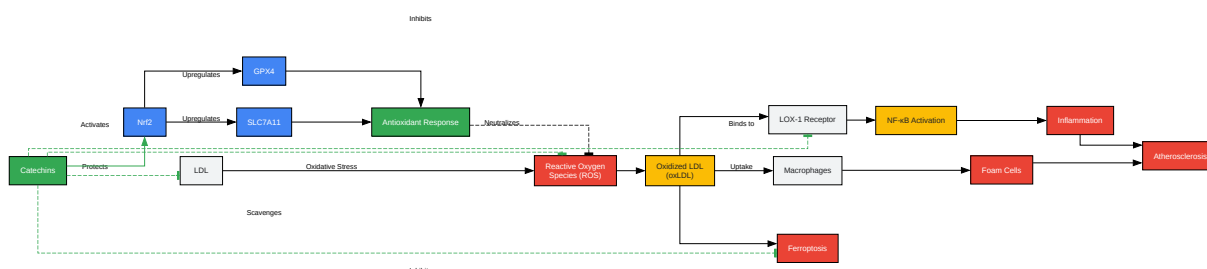 Inhibits
GPX4
Upregulates
Nrf2
Upregulates
SLC7A11
Antioxidant Response
Activates
Neutralizes
LOX-1 Receptor
Binds to
NF-κB Activation
Inflammation
Atherosclerosis
Catechins
Protects
LDL
Oxidative Stress
Reactive Oxygen
Species (ROS)
Oxidized LDL
(oxLDL)
Uptake
Macrophages
Foam Cells
Scavenges
Ferroptosis